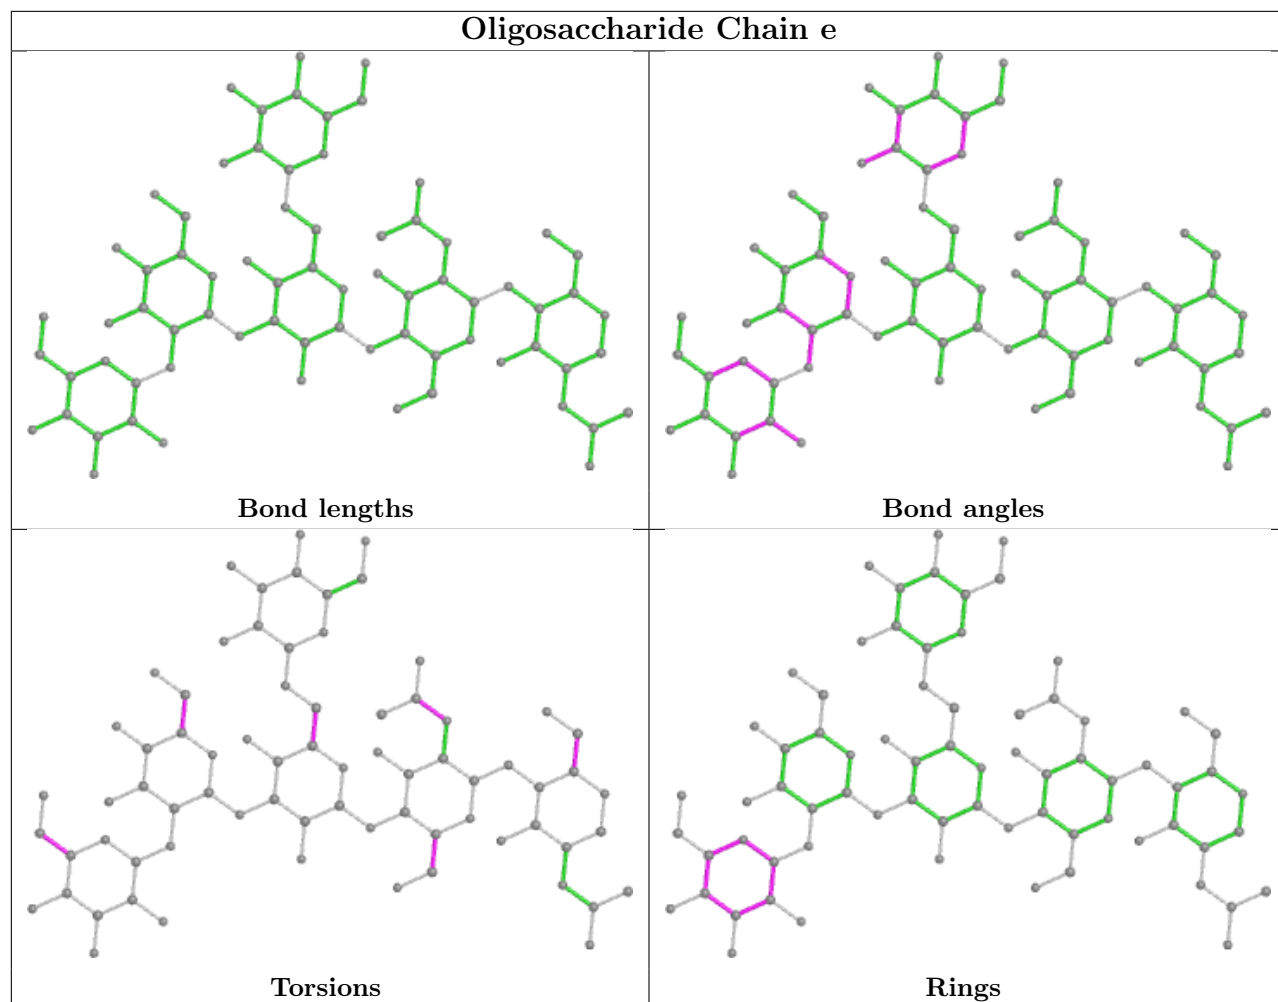 Oligosaccharide Chain e
Bond lengths
Bond angles
Torsions
Rings